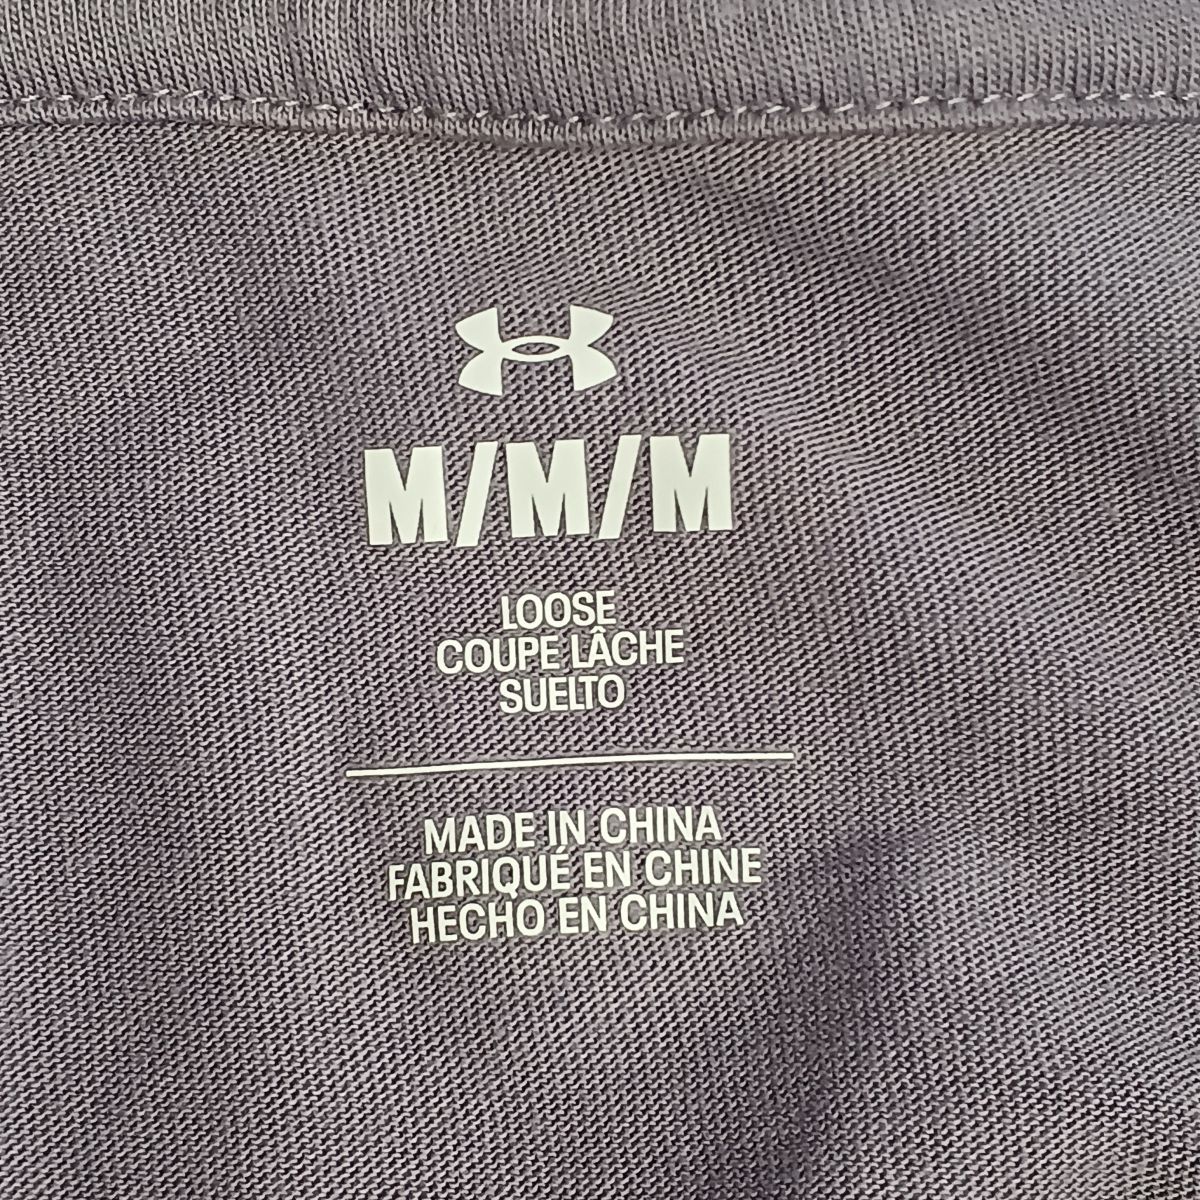 M/M/M
LOOSE
COUPE LÂCHE
SUELTO
MADE IN CHINA
FABRIQUÉ EN CHINE
HECHO EN CHINA